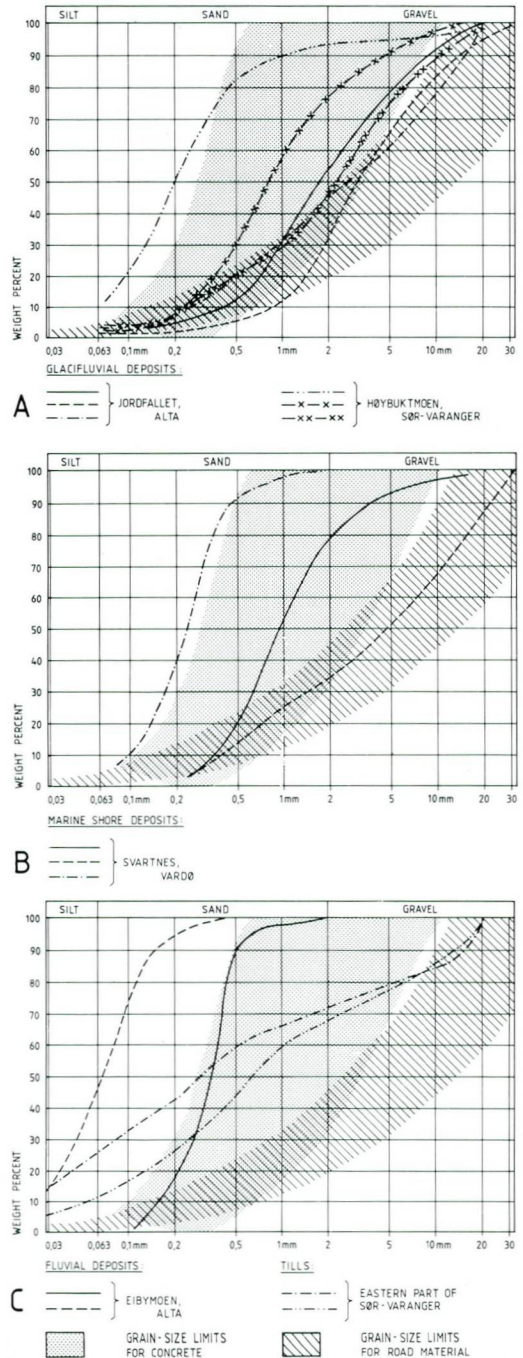 SILT SAND GRAVEL
100
90
80
70
60
50
40
30
20
10
0
WEIGHT PERCENT
0,03 0,063 0,1mm 0,2 0,5 1mm 2 5 10mm 20 30
GLACIFLUVIAL DEPOSITS:
A
JORDFALLET,
ALTA
HØYBUKTMOEN,
SØR-VARANGER
SILT SAND GRAVEL
100
90
80
70
60
50
40
30
20
10
0
WEIGHT PERCENT
0,03 0,063 0,1mm 0,2 0,5 1mm 2 5 10mm 20 30
MARINE SHORE DEPOSITS:
B
SVARTNES,
VARDØ
SILT SAND GRAVEL
100
90
80
70
60
50
40
30
20
10
0
WEIGHT PERCENT
0,03 0,063 0,1mm 0,2 0,5 1mm 2 5 10mm 20 30
FLUVIAL DEPOSITS: TILLS:
C
EIBYMOEN,
ALTA
EASTERN PART OF
SØR-VARANGER
GRAIN-SIZE LIMITS
FOR CONCRETE
GRAIN-SIZE LIMITS
FOR ROAD MATERIAL